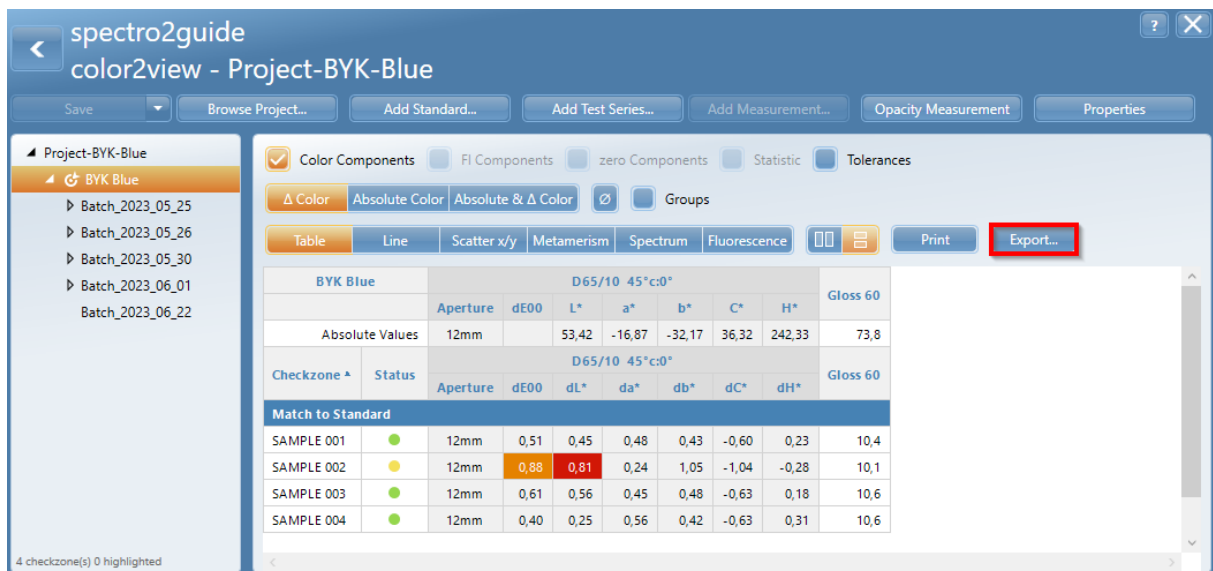 spectro2guide
color2view - Project-BYK-Blue
?
Save Browse Project... Add Standard... Add Test Series... Add Measurement... Opacity Measurement Properties
Project-BYK-Blue
BYK Blue
Batch_2023_05_25
Batch_2023_05_26
Batch_2023_05_30
Batch_2023_06_01
Batch_2023_06_22
4 checkzone(s) 0 highlighted
Color Components FI Components zero Components Statistic Tolerances
Δ Color Absolute Color Absolute & Δ Color Ø Groups
Table Line Scatter x/y Metamerism Spectrum Fluorescence Print Export...
BYK Blue D65/10 45°c:0° Gloss 60
Aperture dE00 L* a* b* C* H*
Absolute Values 12mm 53,42 -16,87 -32,17 36,32 242,33 73,8
Checkzone Status D65/10 45°c:0° Gloss 60
Aperture dE00 dL* da* db* dC* dH*
Match to Standard
SAMPLE 001 12mm 0,51 0,45 0,48 0,43 -0,60 0,23 10,4
SAMPLE 002 12mm 0,88 0,81 0,24 1,05 -1,04 -0,28 10,1
SAMPLE 003 12mm 0,61 0,56 0,45 0,48 -0,63 0,18 10,6
SAMPLE 004 12mm 0,40 0,25 0,56 0,42 -0,63 0,31 10,6